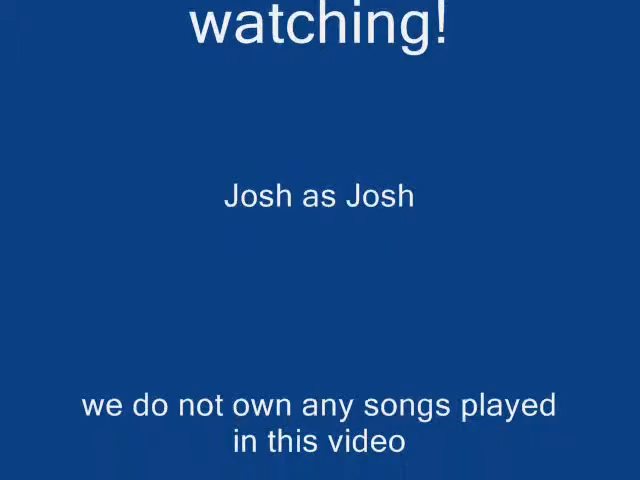 watching!
Josh as Josh
we do not own any songs played
in this video